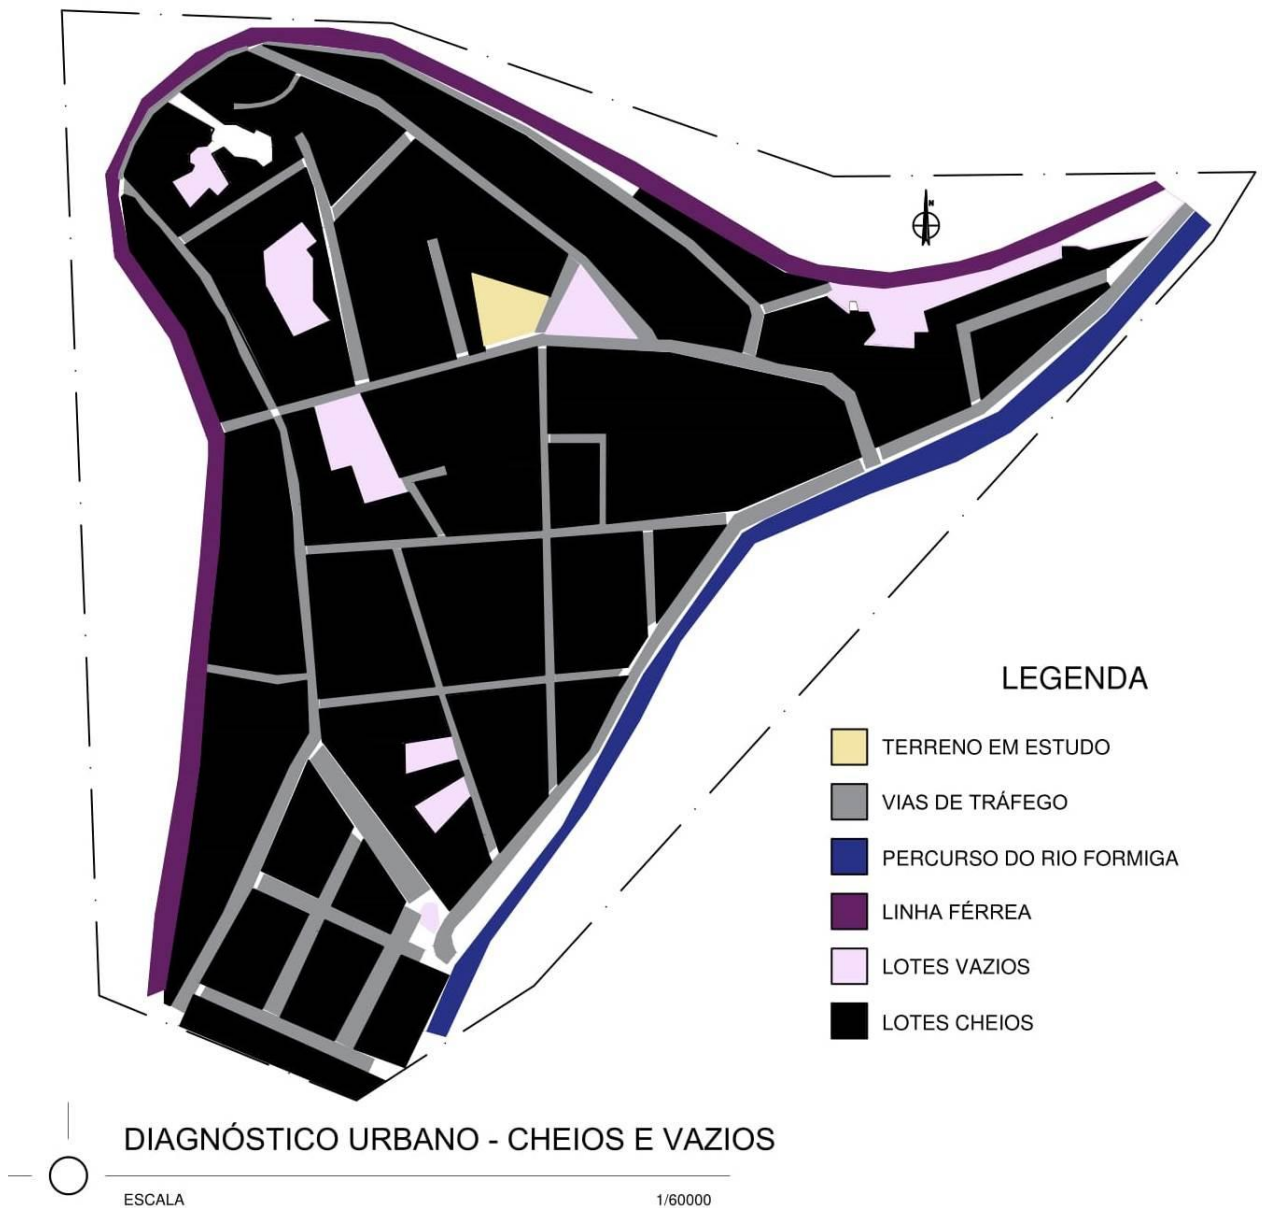 N
LEGENDA
TERRENO EM ESTUDO
VIAS DE TRÁFEGO
PERCURSO DO RIO FORMIGA
LINHA FÉRREA
LOTES VAZIOS
LOTES CHEIOS
DIAGNÓSTICO URBANO - CHEIOS E VAZIOS
ESCALA 1/60000